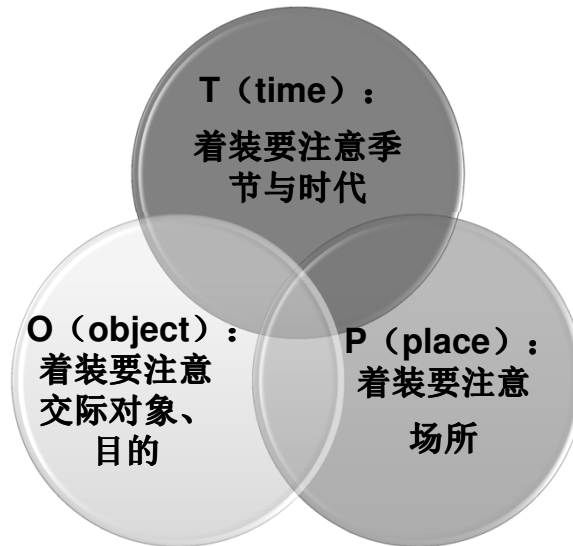 T（time）：
着装要注意季
节与时代
O（object）：
着装要注意
交际对象、
目的
P（place）：
着装要注意
场所